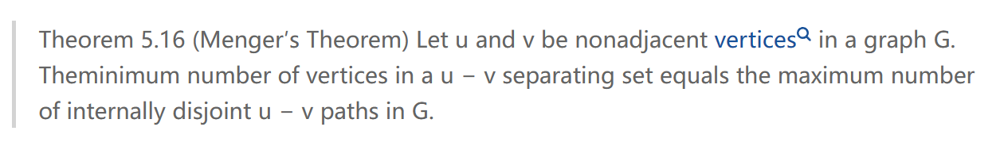 Theorem 5.16 (Menger’s Theorem) Let u and v be nonadjacent vertices in a graph G.
Theminimum number of vertices in a u – v separating set equals the maximum number
of internally disjoint u – v paths in G.